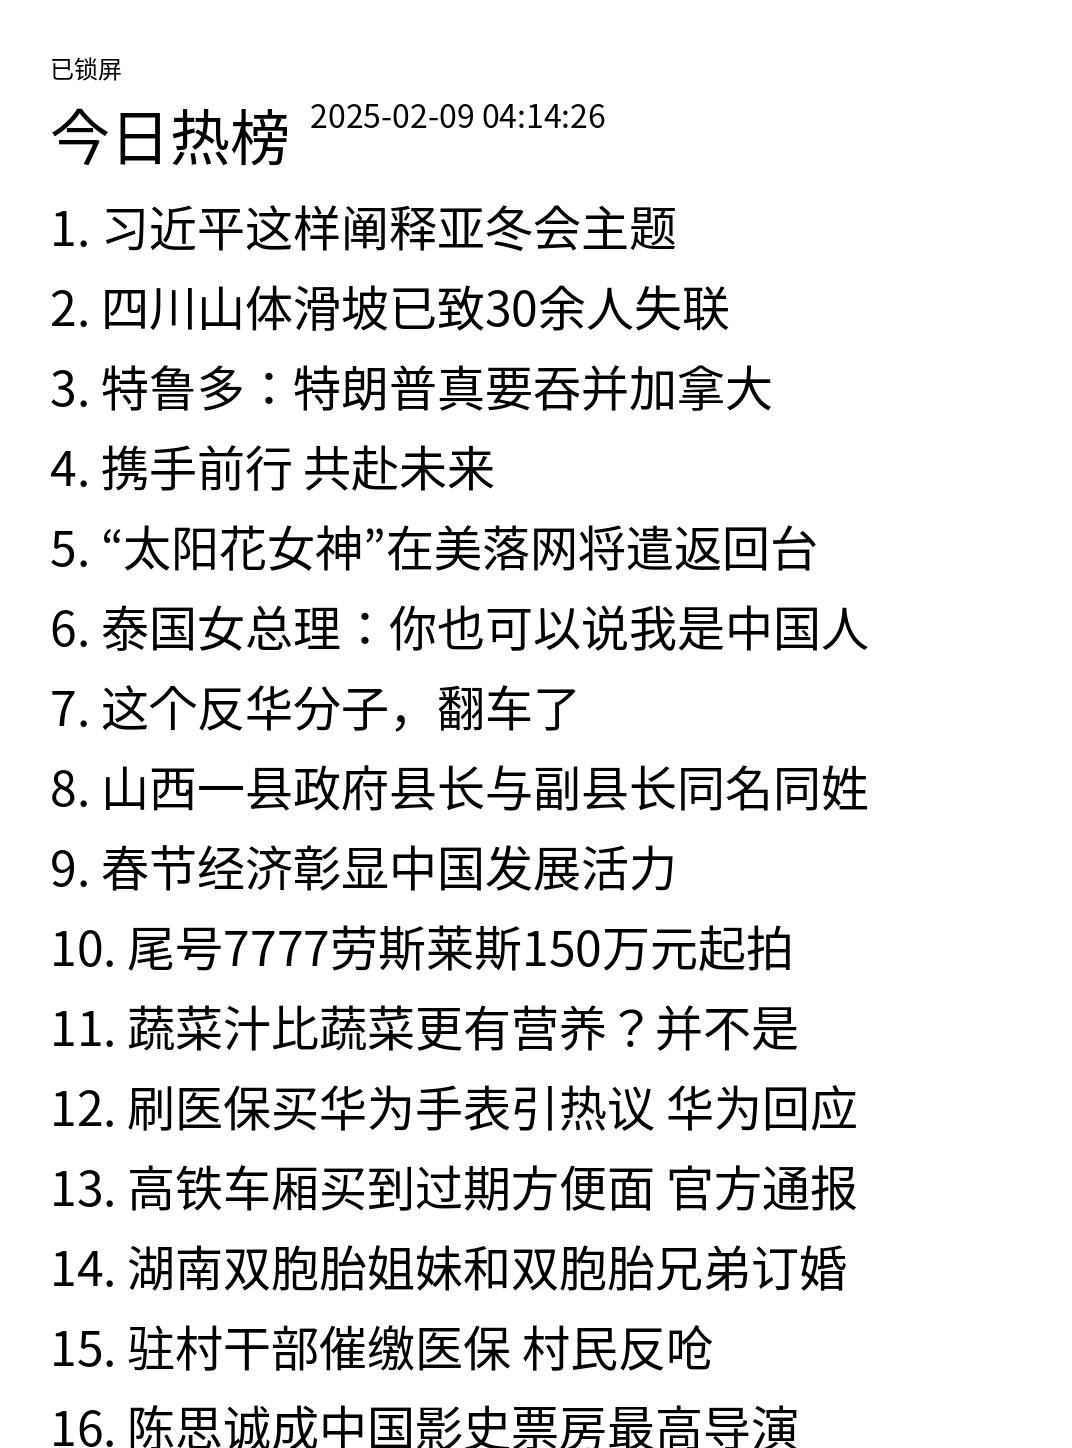 已锁屏
今日热榜 2025-02-09 04:14:26
1. 习近平这样阐释亚冬会主题
2. 四川山体滑坡已致30余人失联
3. 特鲁多：特朗普真要吞并加拿大
4. 携手前行 共赴未来
5. “太阳花女神”在美落网将遣返回台
6. 泰国女总理：你也可以说我是中国人
7. 这个反华分子，翻车了
8. 山西一县政府县长与副县长同名同姓
9. 春节经济彰显中国发展活力
10. 尾号7777劳斯莱斯150万元起拍
11. 蔬菜汁比蔬菜更有营养？并不是
12. 刷医保买华为手表引热议 华为回应
13. 高铁车厢买到过期方便面 官方通报
14. 湖南双胞胎姐妹和双胞胎兄弟订婚
15. 驻村干部催缴医保 村民反呛
16. 陈思诚成中国影史票房最高导演